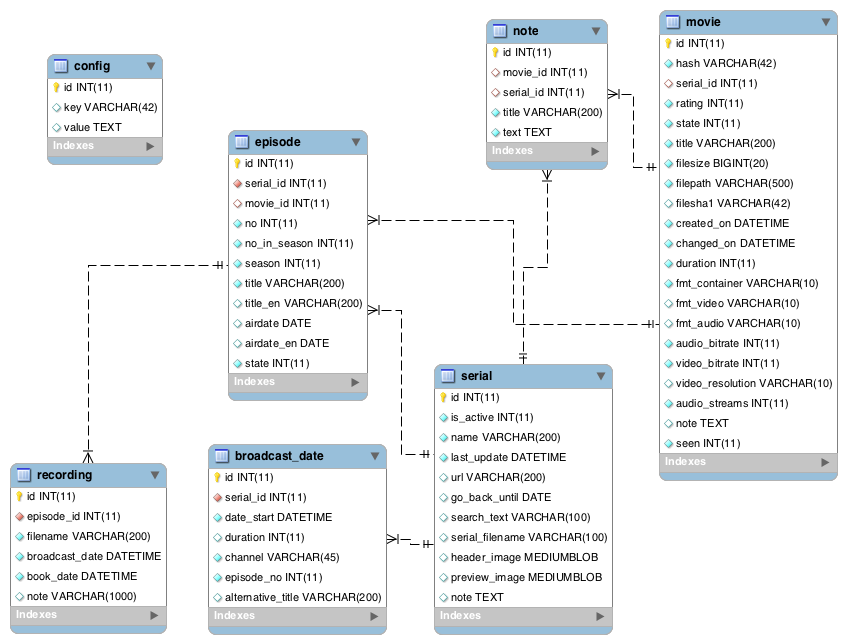 config
id INT(11)
key VARCHAR(42)
value TEXT
Indexes
episode
id INT(11)
serial_id INT(11)
movie_id INT(11)
no INT(11)
no_in_season INT(11)
season INT(11)
title VARCHAR(200)
title_en VARCHAR(200)
airdate DATE
airdate_en DATE
state INT(11)
Indexes
note
id INT(11)
movie_id INT(11)
serial_id INT(11)
title VARCHAR(200)
text TEXT
Indexes
movie
id INT(11)
hash VARCHAR(42)
serial_id INT(11)
rating INT(11)
state INT(11)
title VARCHAR(200)
filesize BIGINT(20)
filepath VARCHAR(500)
filesha1 VARCHAR(42)
created_on DATETIME
changed_on DATETIME
duration INT(11)
fmt_container VARCHAR(10)
fmt_video VARCHAR(10)
fmt_audio VARCHAR(10)
audio_bitrate INT(11)
video_bitrate INT(11)
video_resolution VARCHAR(10)
audio_streams INT(11)
note TEXT
seen INT(11)
Indexes
recording
id INT(11)
episode_id INT(11)
filename VARCHAR(200)
broadcast_date DATETIME
book_date DATETIME
note VARCHAR(1000)
Indexes
broadcast_date
id INT(11)
serial_id INT(11)
date_start DATETIME
duration INT(11)
channel VARCHAR(45)
episode_no INT(11)
alternative_title VARCHAR(200)
Indexes
serial
id INT(11)
is_active INT(11)
name VARCHAR(200)
last_update DATETIME
url VARCHAR(200)
go_back_until DATE
search_text VARCHAR(100)
serial_filename VARCHAR(100)
header_image MEDIUMBLOB
preview_image MEDIUMBLOB
note TEXT
Indexes